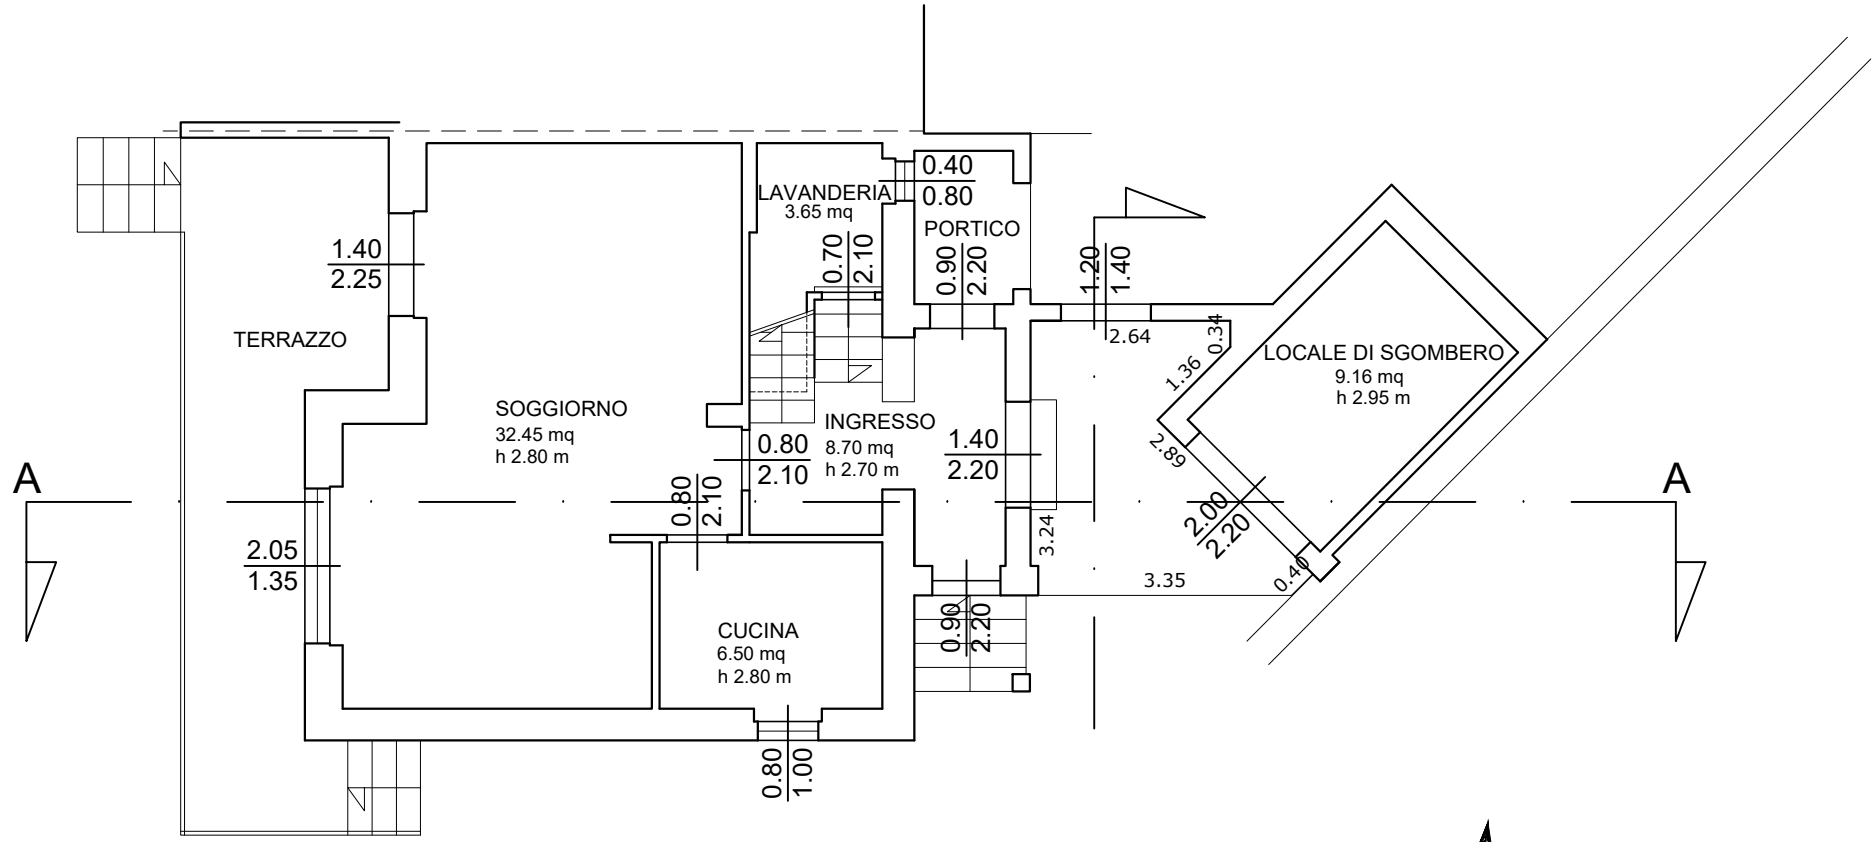 0.40
0.80
LAVANDERIA
3.65 mq
PORTICO
1.40
2.25
0.70
2.10
0.90
2.20
1.20
1.40
TERRAZZO
2.64
0.34
1.36
LOCALE DI SGOMBERO
9.16 mq
h 2.95 m
SOGGIORNO
32.45 mq
h 2.80 m
INGRESSO
8.70 mq
h 2.70 m
0.80
2.10
1.40
2.20
2.89
A
A
0.80
2.10
2.00
2.20
3.24
2.05
1.35
3.35
0.40
CUCINA
6.50 mq
h 2.80 m
0.90
2.20
0.80
1.00